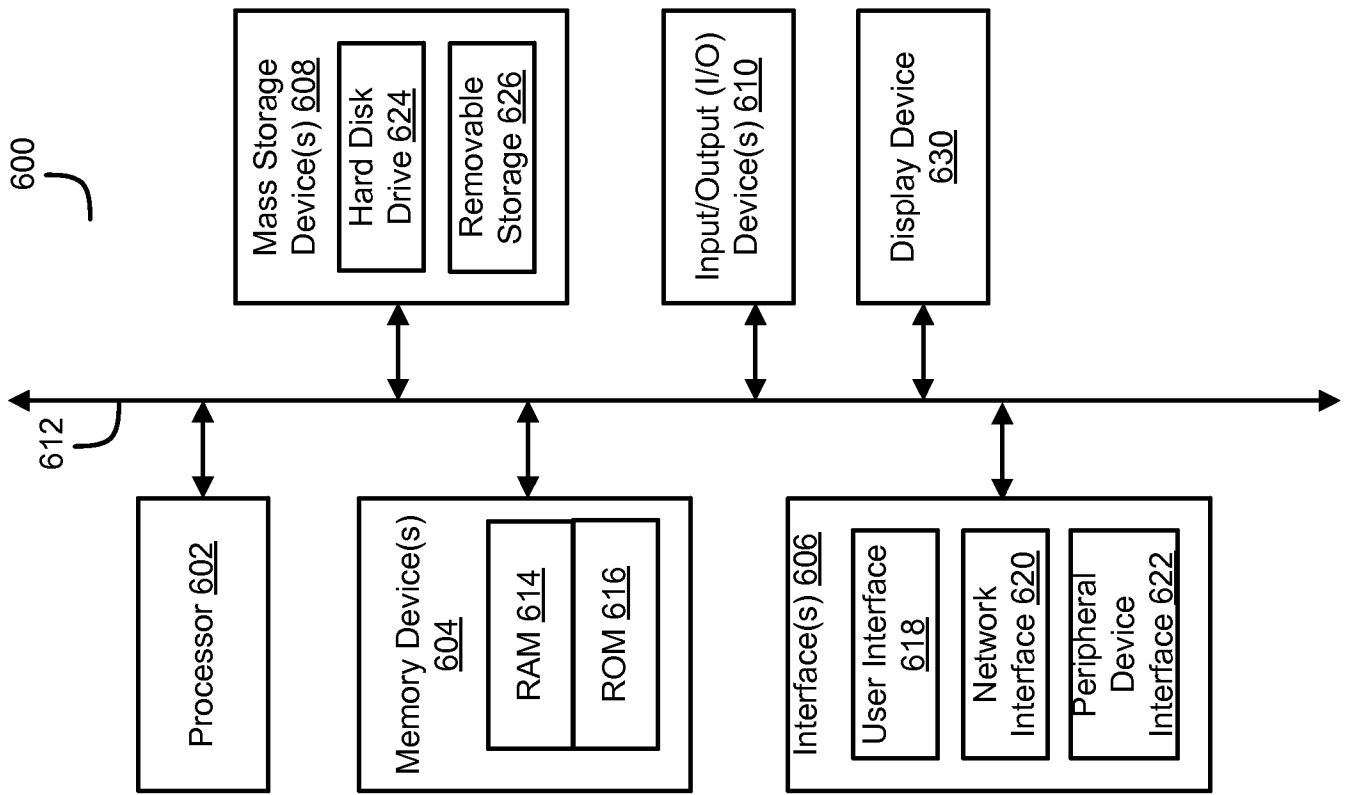 600
612
Processor 602
Memory Device(s)
604
RAM 614
ROM 616
Interface(s) 606
User Interface
618
Network
Interface 620
Peripheral
Device
Interface 622
Mass Storage
Device(s) 608
Hard Disk
Drive 624
Removable
Storage 626
Input/Output (I/O)
Device(s) 610
Display Device
630